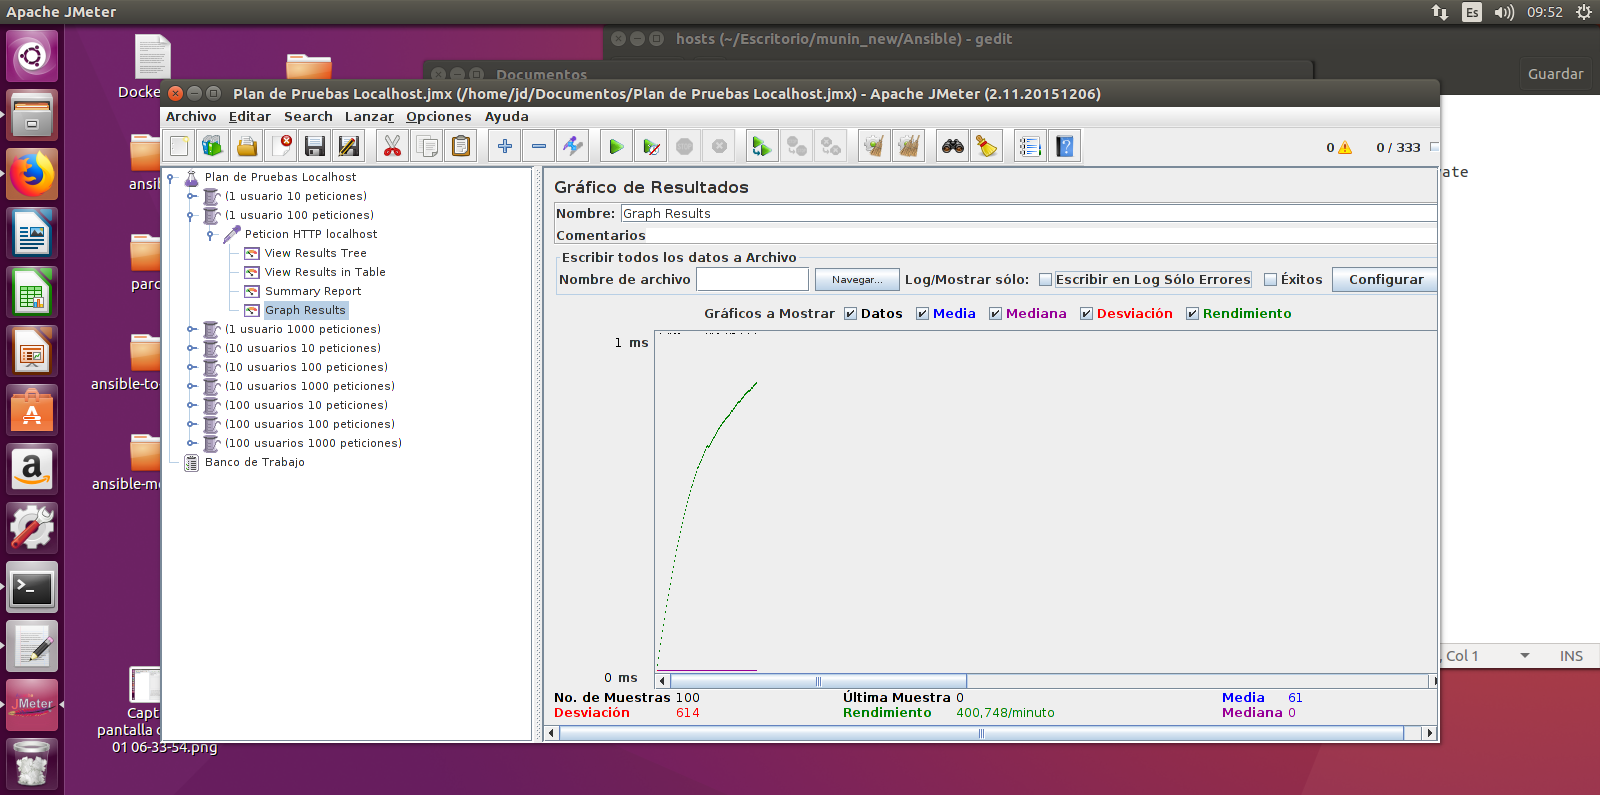 Apache JMeter
Es
09:52
hosts (~/Escritorio/munin_new/Ansible) - gedit
Documentos
Guardar
Docke
Plan de Pruebas Localhost.jmx (/home/jd/Documentos/Plan de Pruebas Localhost.jmx) - Apache JMeter (2.11.20151206)
Archivo Editar Search Lanzar Opciones Ayuda
0 0 / 333
ansib
parc
ansible-to
ansible-mo
Capt
pantalla d
01 06-33-54.png
JMeter
Plan de Pruebas Localhost
(1 usuario 10 peticiones)
(1 usuario 100 peticiones)
Peticion HTTP localhost
View Results Tree
View Results in Table
Summary Report
Graph Results
(1 usuario 1000 peticiones)
(10 usuarios 10 peticiones)
(10 usuarios 100 peticiones)
(10 usuarios 1000 peticiones)
(100 usuarios 10 peticiones)
(100 usuarios 100 peticiones)
(100 usuarios 1000 peticiones)
Banco de Trabajo
Gráfico de Resultados
Nombre: Graph Results
Comentarios
Escribir todos los datos a Archivo
Nombre de archivo Navegar... Log/Mostrar sólo: Escribir en Log Sólo Errores Éxitos Configurar
Gráficos a Mostrar Datos Media Mediana Desviación Rendimiento
1 ms
0 ms
No. de Muestras 100 Última Muestra 0 Media 61
Desviación 614 Rendimiento 400,748/minuto Mediana 0
vate
, Col 1 INS